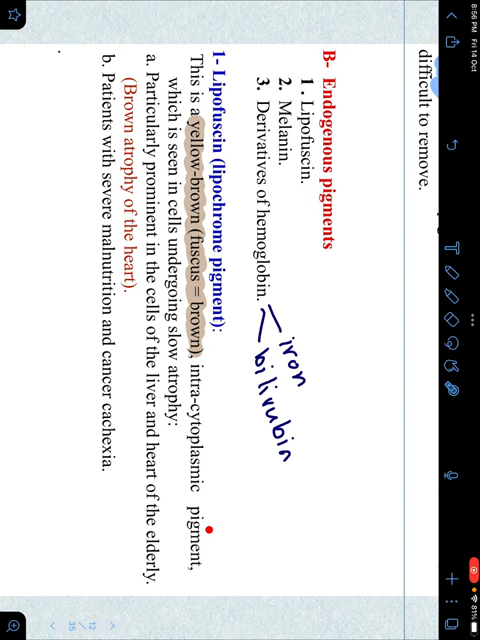 8:56 PM Fri 14 Oct
81%
difficult to remove.
B- Endogenous pigments
1. Lipofuscin.
2. Melanin.
3. Derivatives of hemoglobin.
iron
bilirubin
1- Lipofuscin (lipochrome pigment):
This is a yellow-brown (fuscus = brown), intra-cytoplasmic pigment,
which is seen in cells undergoing slow atrophy:
a. Particularly prominent in the cells of the liver and heart of the elderly.
(Brown atrophy of the heart).
b. Patients with severe malnutrition and cancer cachexia.
12 / 35